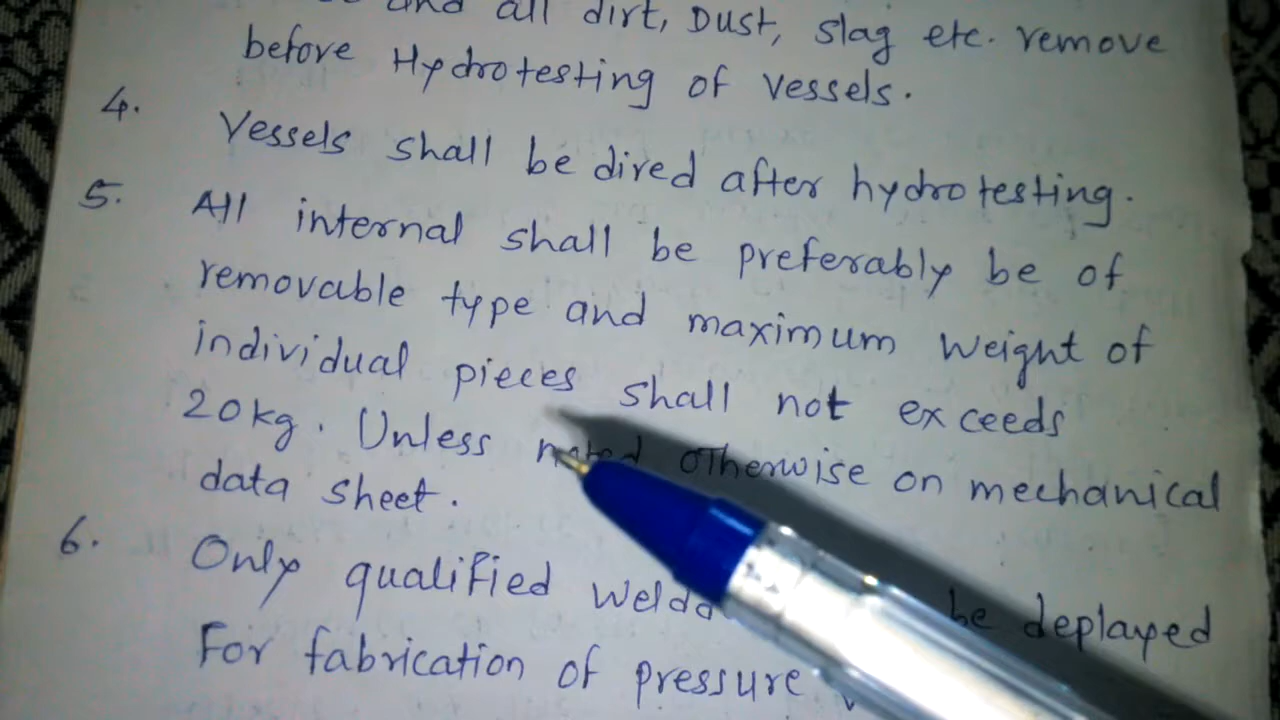 and all dirt, Dust, slag etc. remove
before Hydrotesting of vessels.
4. Vessels shall be dired after hydrotesting.
5. All internal shall be preferably be of
removable type and maximum weight of
individual pieces shall not exceeds
20kg. Unless noted otherwise on mechanical
data sheet.
6. Only qualified be deplayed
For fabrication of pressure